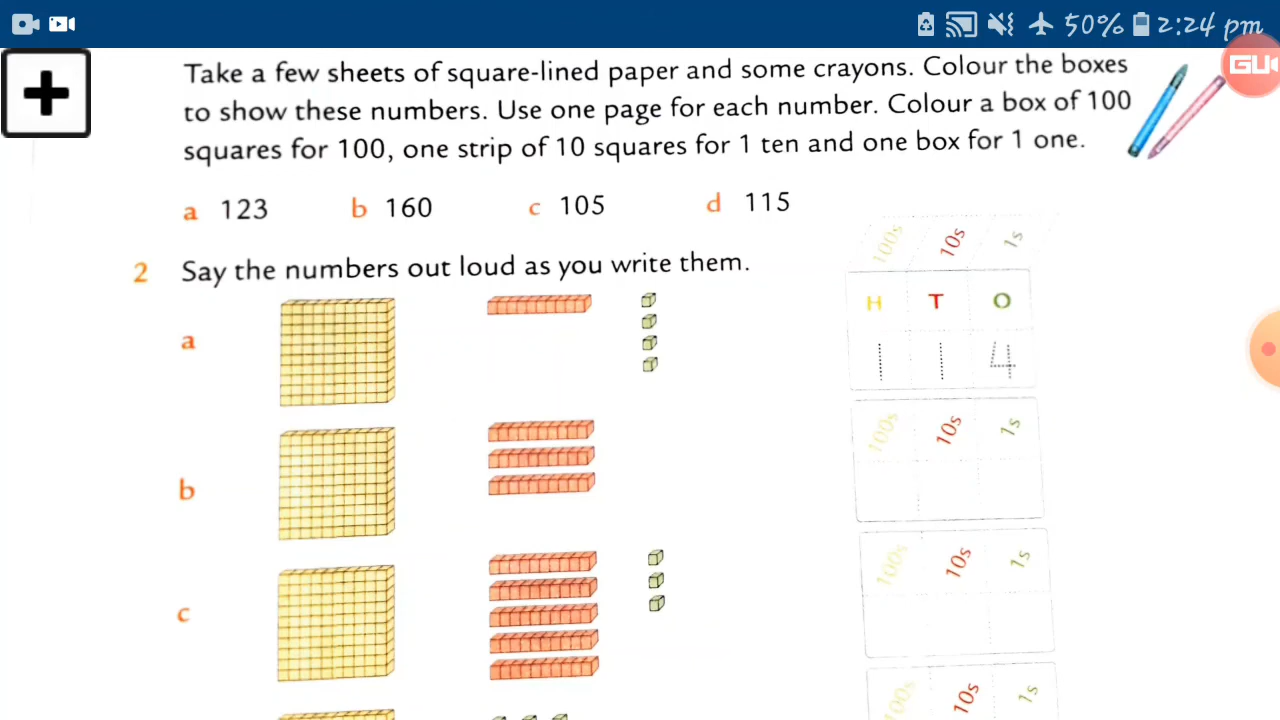 50% 2:24 pm
GU
Take a few sheets of square-lined paper and some crayons. Colour the boxes
to show these numbers. Use one page for each number. Colour a box of 100
squares for 100, one strip of 10 squares for 1 ten and one box for 1 one.
a 123 b 160 c 105 d 115
2 Say the numbers out loud as you write them.
100s 10s 1s
H T O
a
1 1 4
100s 10s 1s
b
100s 10s 1s
c
100s 10s 1s